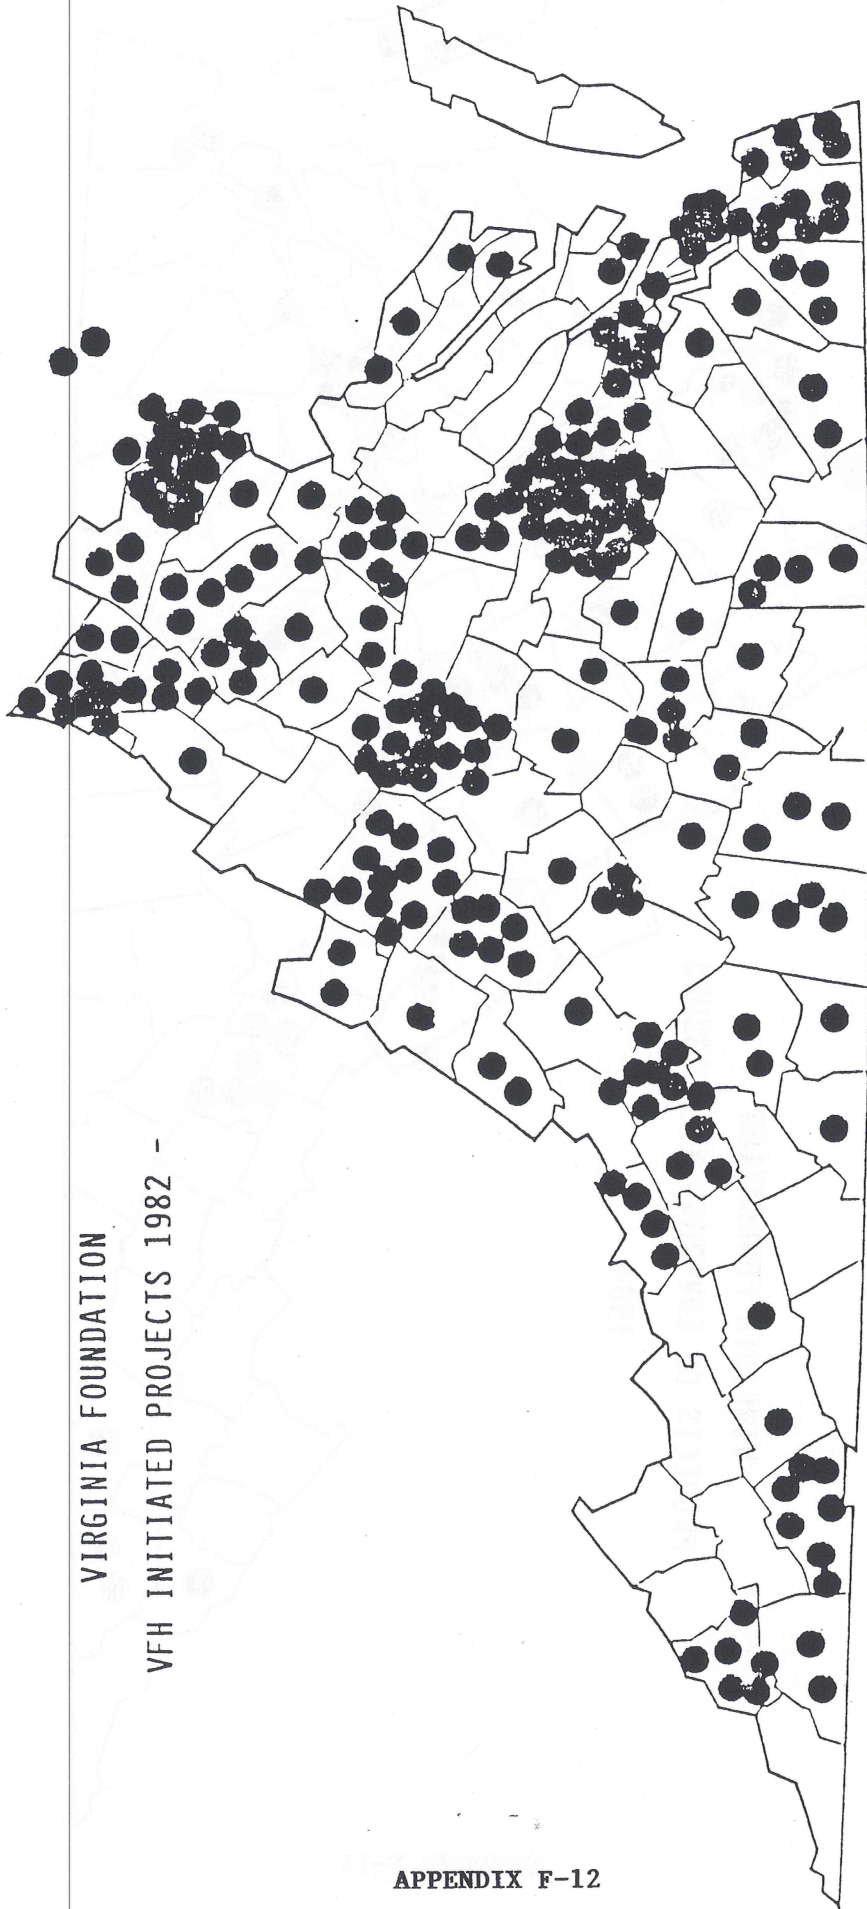 VIRGINIA FOUNDATION
VFH INITIATED PROJECTS 1982 -
APPENDIX F-12